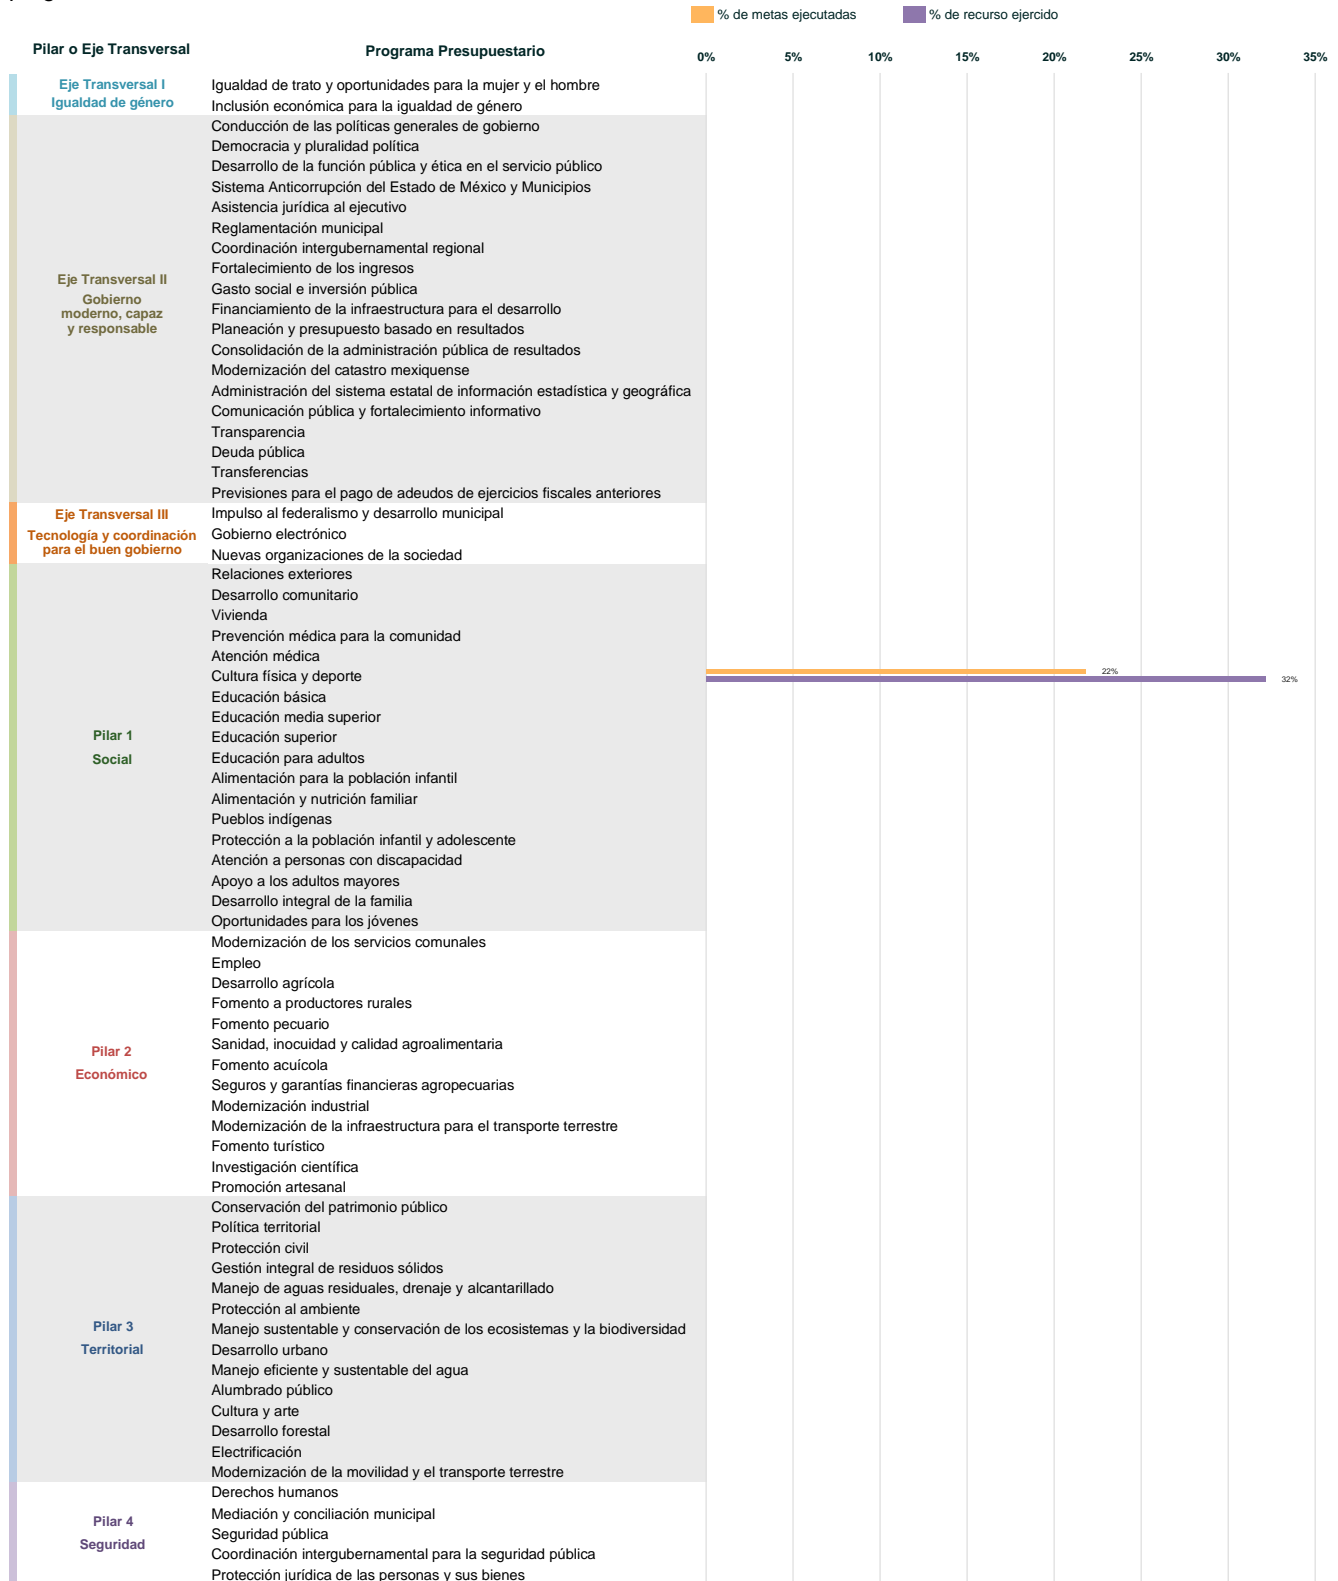 % de metas ejecutadas
% de recurso ejercido
Pilar o Eje Transversal
Programa Presupuestario
0%
5%
10%
15%
20%
25%
30%
35%
Eje Transversal I
Igualdad de género
Igualdad de trato y oportunidades para la mujer y el hombre
Inclusión económica para la igualdad de género
Eje Transversal II
Gobierno
moderno, capaz
y responsable
Conducción de las políticas generales de gobierno
Democracia y pluralidad política
Desarrollo de la función pública y ética en el servicio público
Sistema Anticorrupción del Estado de México y Municipios
Asistencia jurídica al ejecutivo
Reglamentación municipal
Coordinación intergubernamental regional
Fortalecimiento de los ingresos
Gasto social e inversión pública
Financiamiento de la infraestructura para el desarrollo
Planeación y presupuesto basado en resultados
Consolidación de la administración pública de resultados
Modernización del catastro mexiquense
Administración del sistema estatal de información estadística y geográfica
Comunicación pública y fortalecimiento informativo
Transparencia
Deuda pública
Transferencias
Previsiones para el pago de adeudos de ejercicios fiscales anteriores
Eje Transversal III
Tecnología y coordinación
para el buen gobierno
Impulso al federalismo y desarrollo municipal
Gobierno electrónico
Nuevas organizaciones de la sociedad
Pilar 1
Social
Relaciones exteriores
Desarrollo comunitario
Vivienda
Prevención médica para la comunidad
Atención médica
Cultura física y deporte
22%
32%
Educación básica
Educación media superior
Educación superior
Educación para adultos
Alimentación para la población infantil
Alimentación y nutrición familiar
Pueblos indígenas
Protección a la población infantil y adolescente
Atención a personas con discapacidad
Apoyo a los adultos mayores
Desarrollo integral de la familia
Oportunidades para los jóvenes
Pilar 2
Económico
Modernización de los servicios comunales
Empleo
Desarrollo agrícola
Fomento a productores rurales
Fomento pecuario
Sanidad, inocuidad y calidad agroalimentaria
Fomento acuícola
Seguros y garantías financieras agropecuarias
Modernización industrial
Modernización de la infraestructura para el transporte terrestre
Fomento turístico
Investigación científica
Promoción artesanal
Pilar 3
Territorial
Conservación del patrimonio público
Política territorial
Protección civil
Gestión integral de residuos sólidos
Manejo de aguas residuales, drenaje y alcantarillado
Protección al ambiente
Manejo sustentable y conservación de los ecosistemas y la biodiversidad
Desarrollo urbano
Manejo eficiente y sustentable del agua
Alumbrado público
Cultura y arte
Desarrollo forestal
Electrificación
Modernización de la movilidad y el transporte terrestre
Pilar 4
Seguridad
Derechos humanos
Mediación y conciliación municipal
Seguridad pública
Coordinación intergubernamental para la seguridad pública
Protección jurídica de las personas y sus bienes